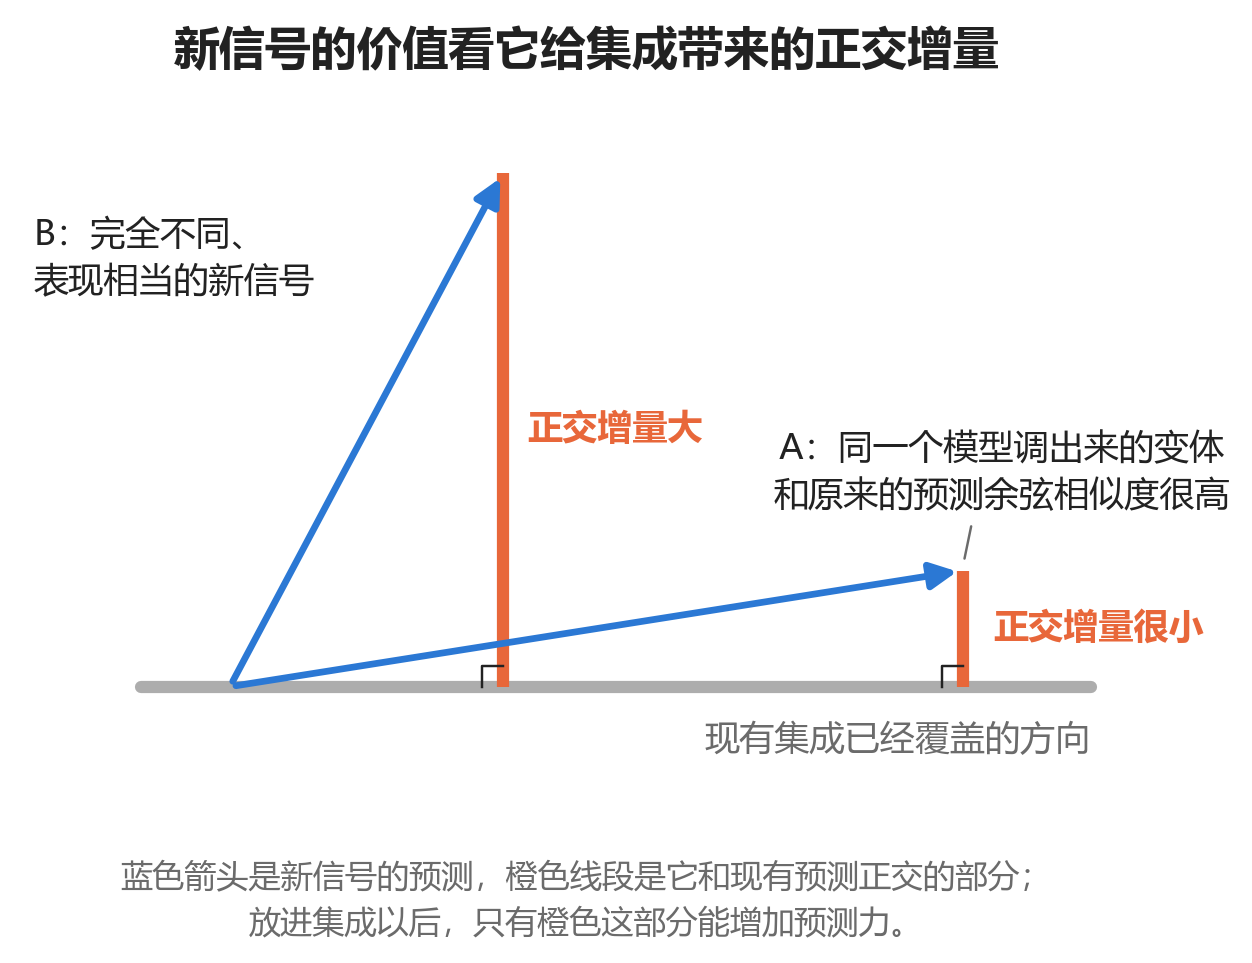 新信号的价值看它给集成带来的正交增量
B：完全不同、
表现相当的新信号
正交增量大
A：同一个模型调出来的变体
和原来的预测余弦相似度很高
正交增量很小
现有集成已经覆盖的方向
蓝色箭头是新信号的预测，橙色线段是它和现有预测正交的部分；
放进集成以后，只有橙色这部分能增加预测力。